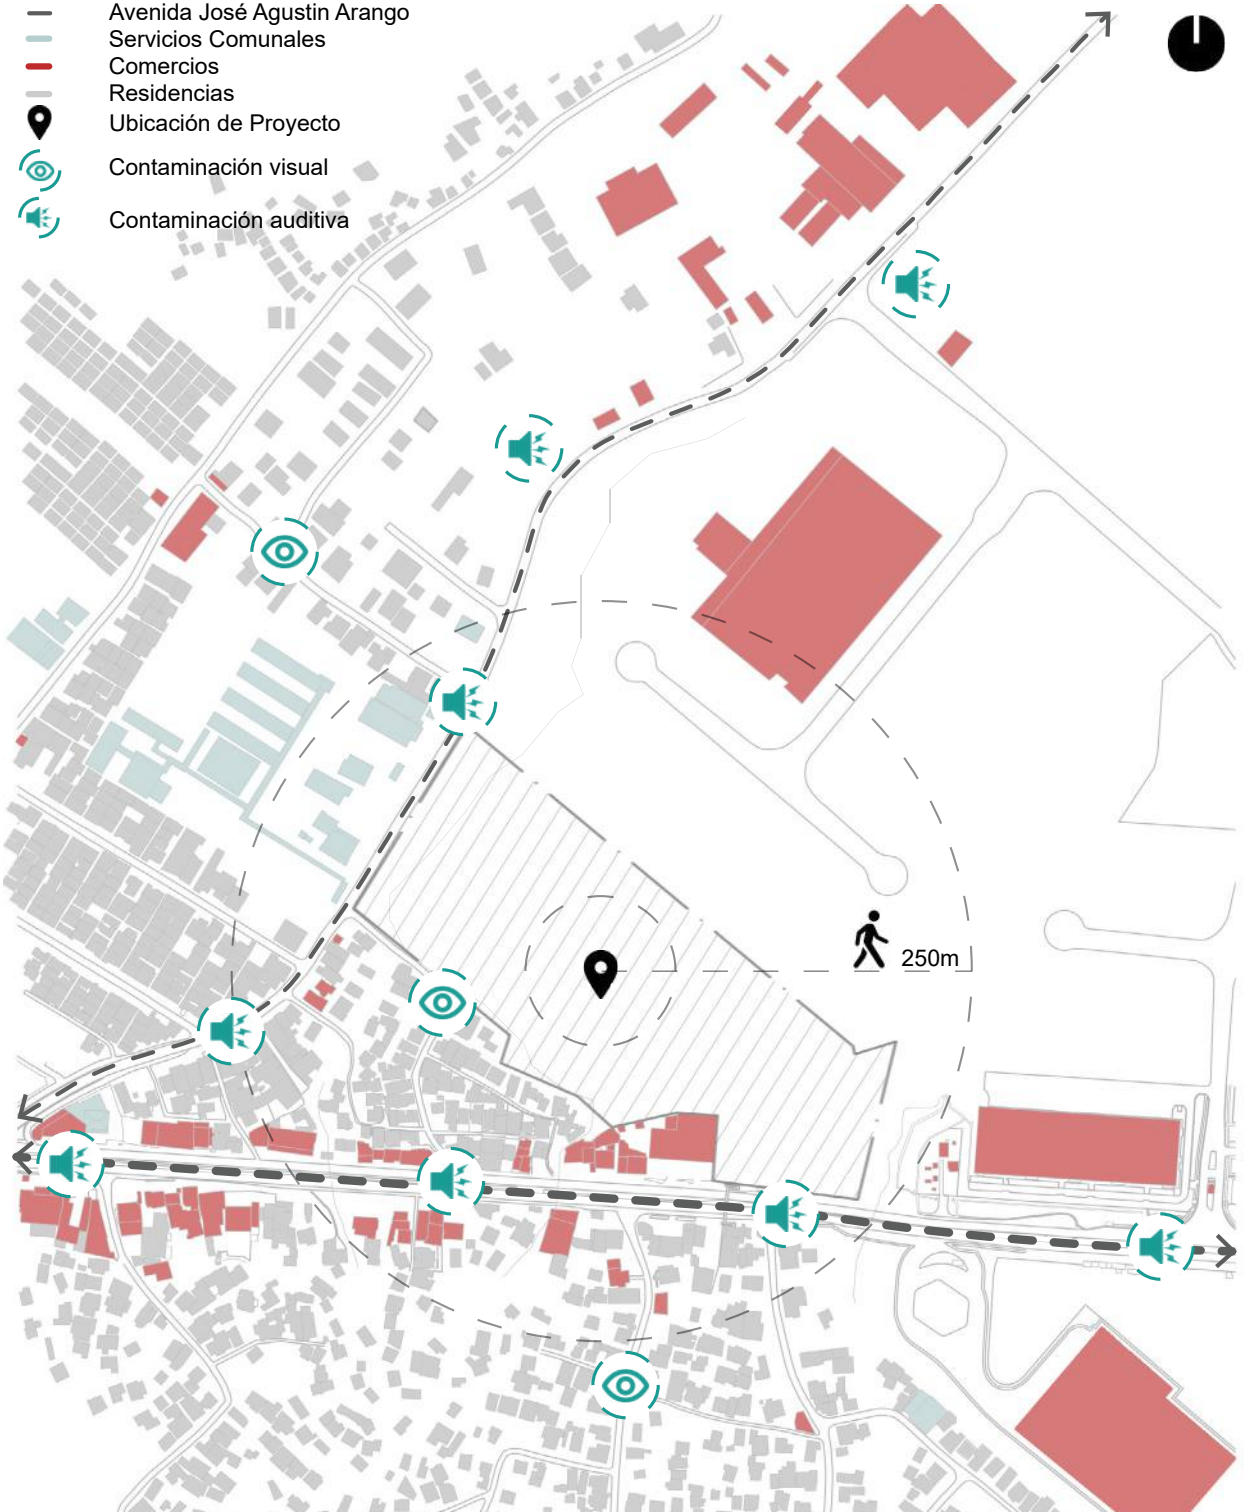 Avenida José Agustin Arango
Servicios Comunales
Comercios
Residencias
Ubicación de Proyecto
Contaminación visual
Contaminación auditiva
250m